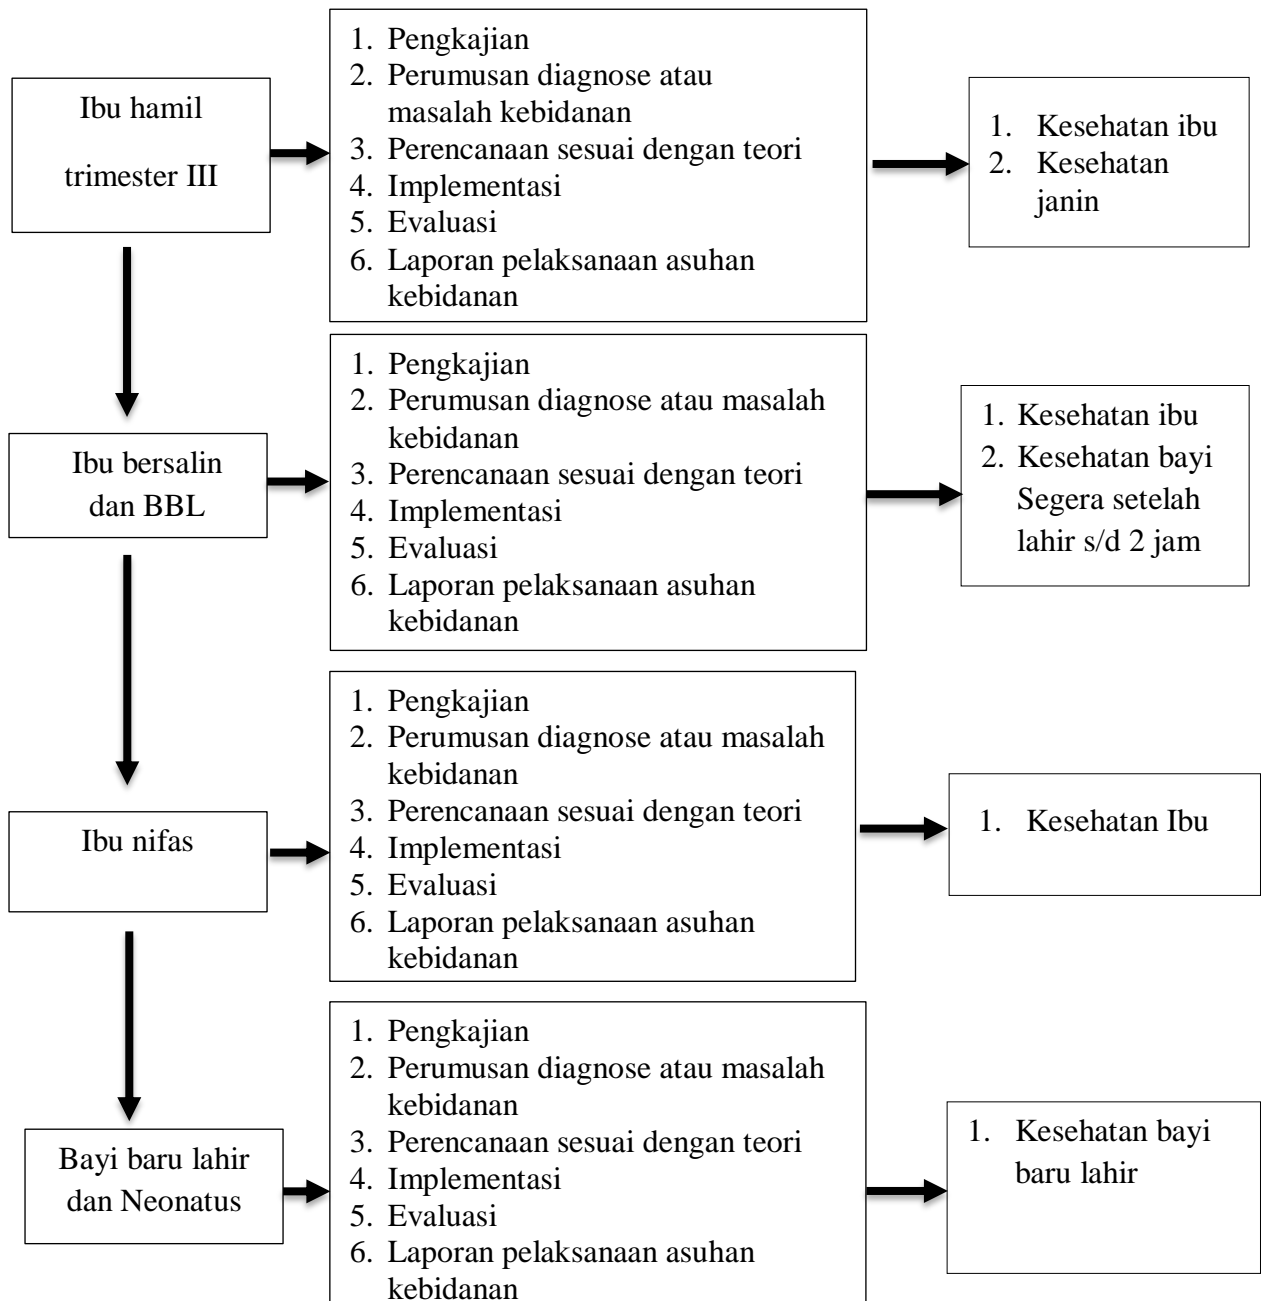 Ibu hamil
trimester III
1. Pengkajian
2. Perumusan diagnose atau
masalah kebidanan
3. Perencanaan sesuai dengan teori
4. Implementasi
5. Evaluasi
6. Laporan pelaksanaan asuhan
kebidanan
1. Kesehatan ibu
2. Kesehatan
janin
Ibu bersalin
dan BBL
1. Pengkajian
2. Perumusan diagnose atau masalah
kebidanan
3. Perencanaan sesuai dengan teori
4. Implementasi
5. Evaluasi
6. Laporan pelaksanaan asuhan
kebidanan
1. Kesehatan ibu
2. Kesehatan bayi
Segera setelah
lahir s/d 2 jam
Ibu nifas
1. Pengkajian
2. Perumusan diagnose atau masalah
kebidanan
3. Perencanaan sesuai dengan teori
4. Implementasi
5. Evaluasi
6. Laporan pelaksanaan asuhan
kebidanan
1. Kesehatan Ibu
Bayi baru lahir
dan Neonatus
1. Pengkajian
2. Perumusan diagnose atau masalah
kebidanan
3. Perencanaan sesuai dengan teori
4. Implementasi
5. Evaluasi
6. Laporan pelaksanaan asuhan
kebidanan
1. Kesehatan bayi
baru lahir